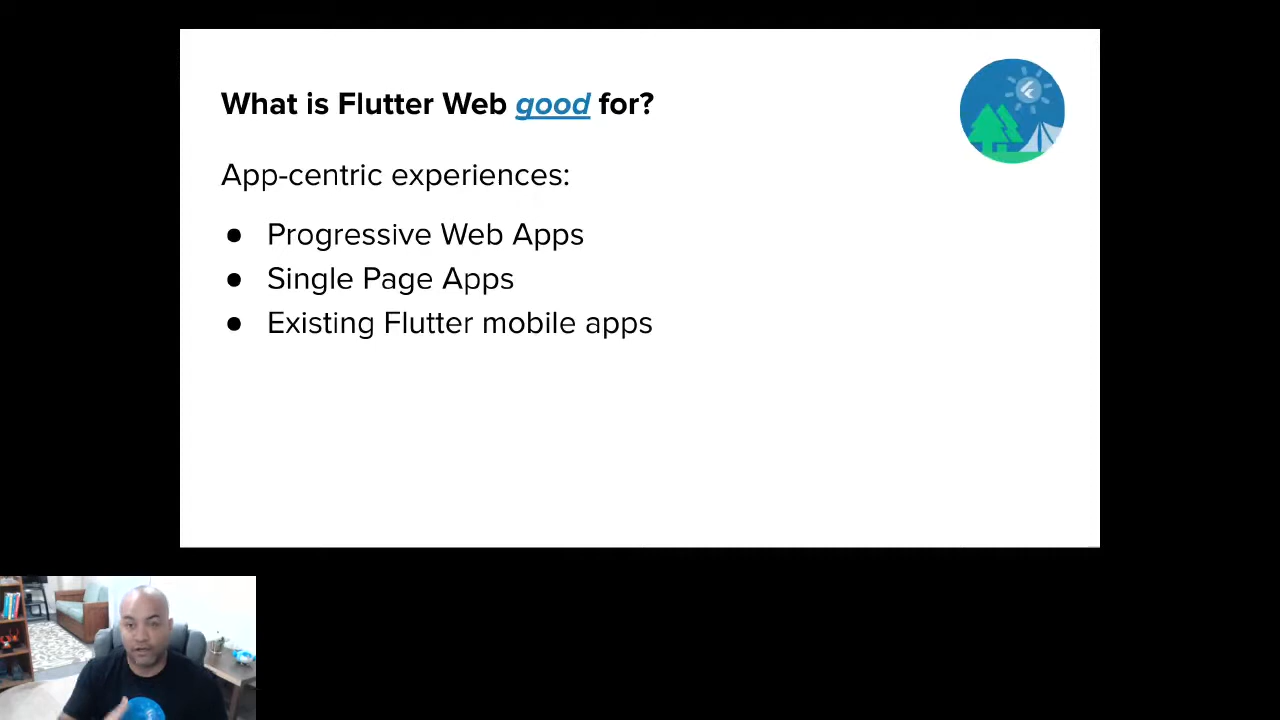 What is Flutter Web good for?
App-centric experiences:
● Progressive Web Apps
● Single Page Apps
● Existing Flutter mobile apps